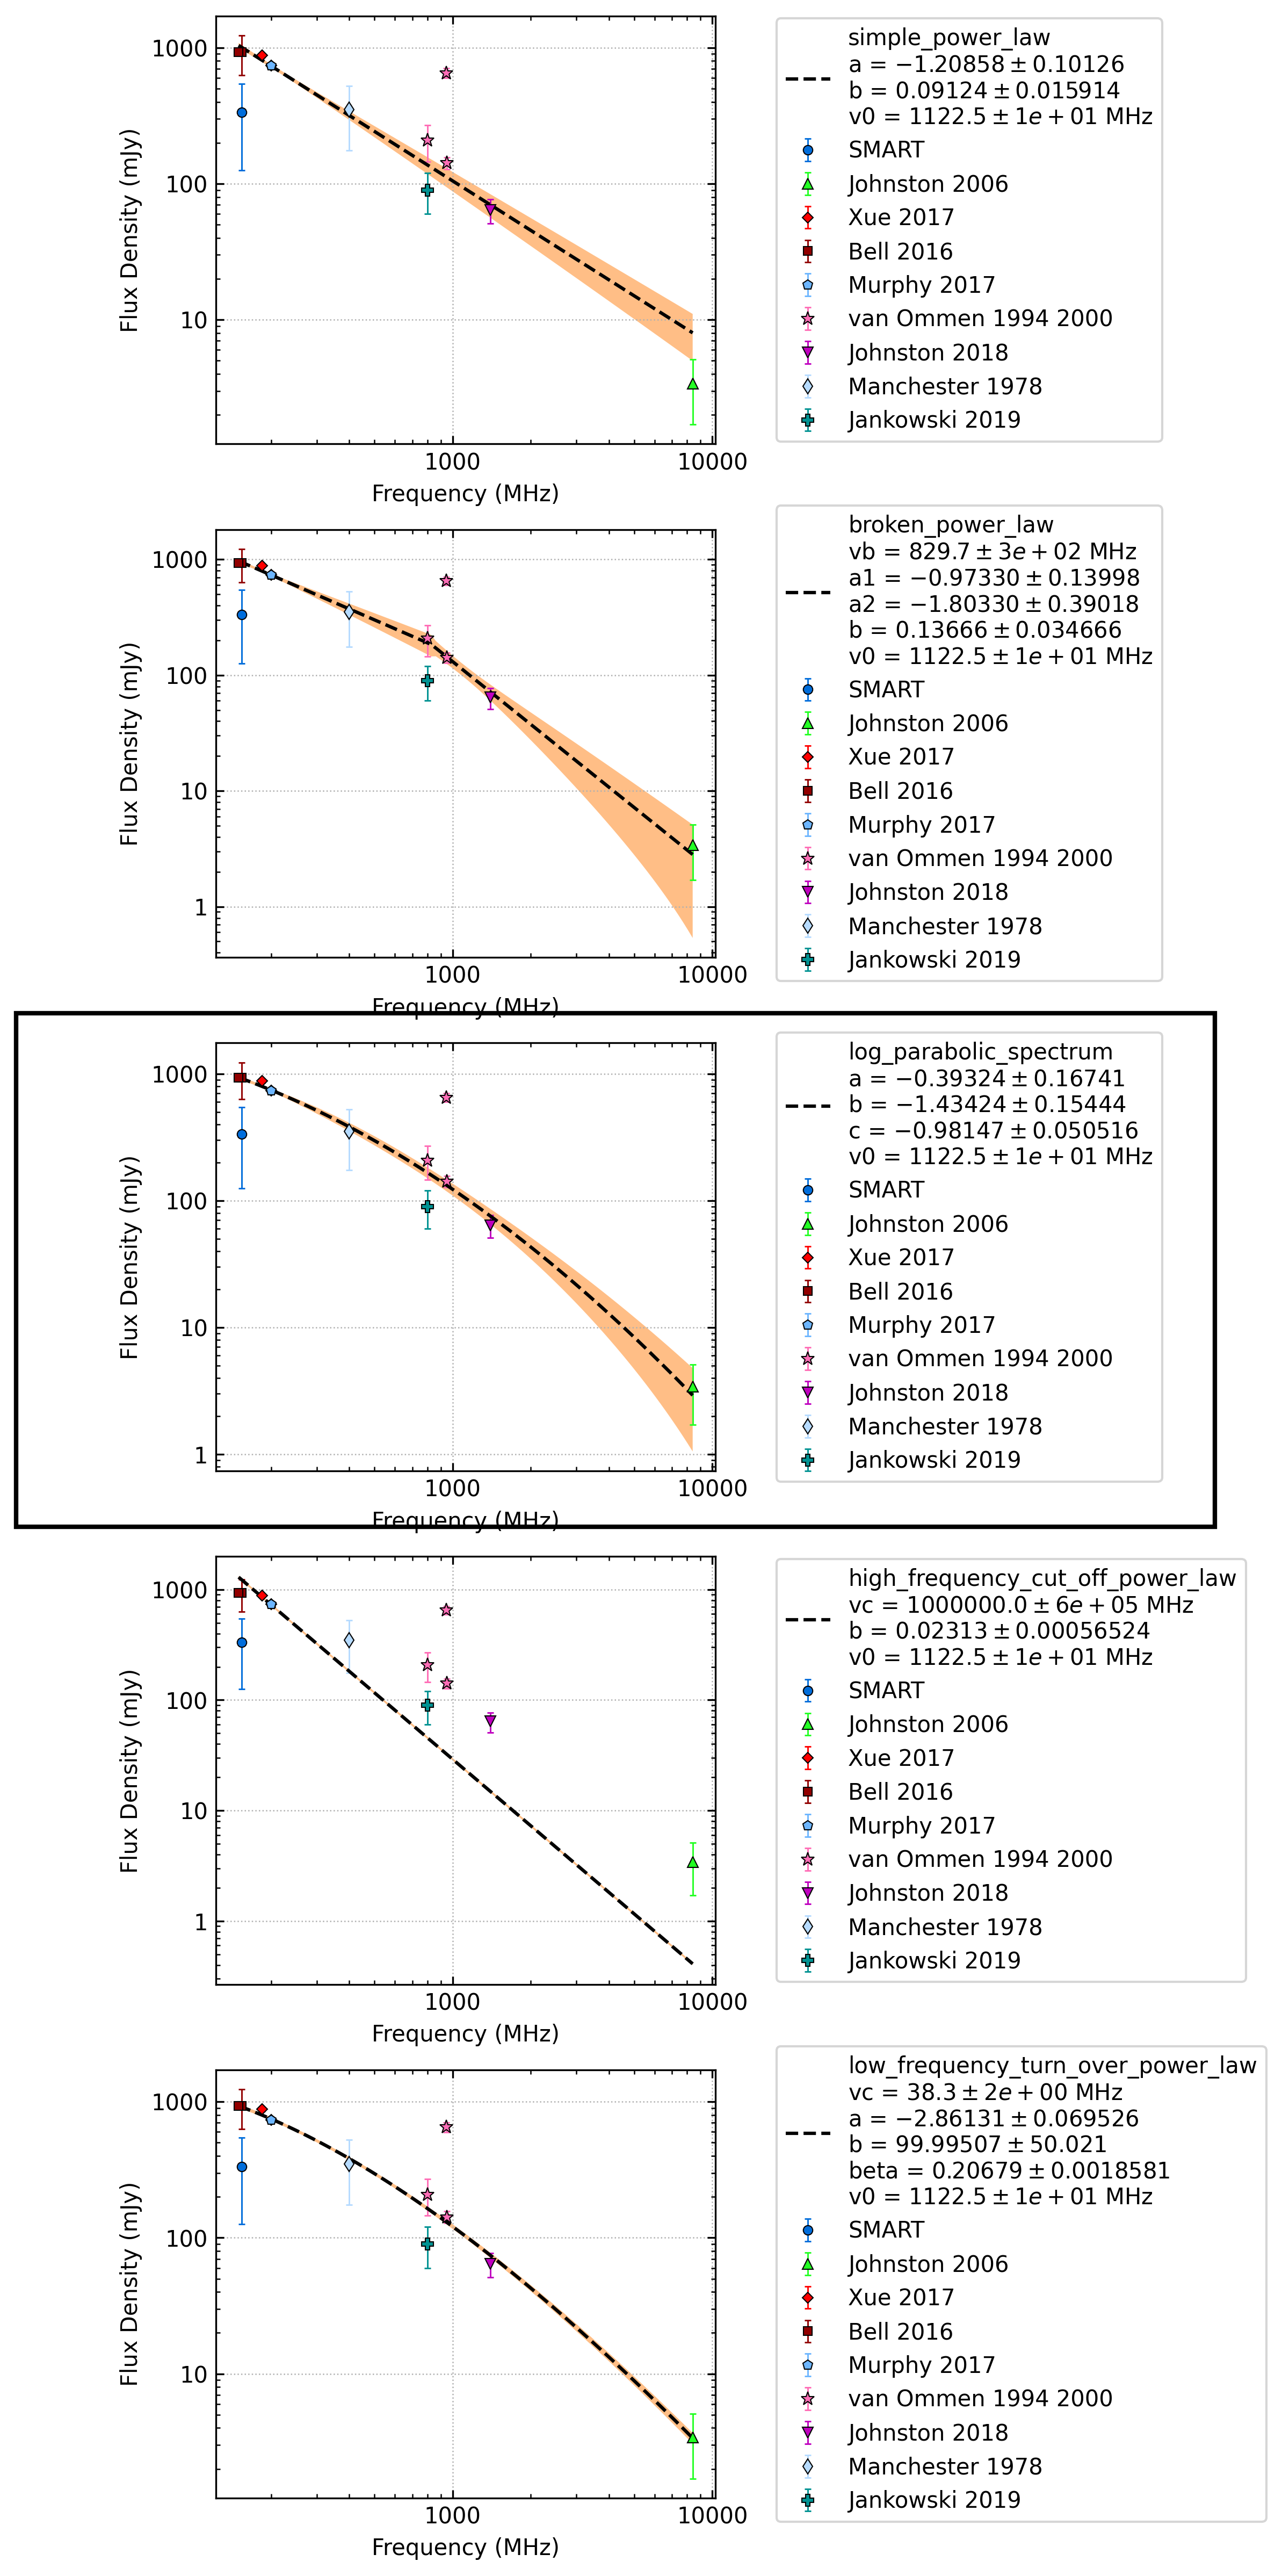 1000
100
10
Flux Density (mJy)
1000
10000
Frequency (MHz)
simple_power_law
a = −1.20858 ± 0.10126
b = 0.09124 ± 0.015914
v0 = 1122.5 ± 1e + 01 MHz
SMART
Johnston 2006
Xue 2017
Bell 2016
Murphy 2017
van Ommen 1994 2000
Johnston 2018
Manchester 1978
Jankowski 2019
1000
100
10
1
Flux Density (mJy)
1000
10000
Frequency (MHz)
broken_power_law
vb = 829.7 ± 3e + 02 MHz
a1 = −0.97330 ± 0.13998
a2 = −1.80330 ± 0.39018
b = 0.13666 ± 0.034666
v0 = 1122.5 ± 1e + 01 MHz
SMART
Johnston 2006
Xue 2017
Bell 2016
Murphy 2017
van Ommen 1994 2000
Johnston 2018
Manchester 1978
Jankowski 2019
1000
100
10
1
Flux Density (mJy)
1000
10000
Frequency (MHz)
log_parabolic_spectrum
a = −0.39324 ± 0.16741
b = −1.43424 ± 0.15444
c = −0.98147 ± 0.050516
v0 = 1122.5 ± 1e + 01 MHz
SMART
Johnston 2006
Xue 2017
Bell 2016
Murphy 2017
van Ommen 1994 2000
Johnston 2018
Manchester 1978
Jankowski 2019
1000
100
10
1
Flux Density (mJy)
1000
10000
Frequency (MHz)
high_frequency_cut_off_power_law
vc = 1000000.0 ± 6e + 05 MHz
b = 0.02313 ± 0.00056524
v0 = 1122.5 ± 1e + 01 MHz
SMART
Johnston 2006
Xue 2017
Bell 2016
Murphy 2017
van Ommen 1994 2000
Johnston 2018
Manchester 1978
Jankowski 2019
1000
100
10
Flux Density (mJy)
1000
10000
Frequency (MHz)
low_frequency_turn_over_power_law
vc = 38.3 ± 2e + 00 MHz
a = −2.86131 ± 0.069526
b = 99.99507 ± 50.021
beta = 0.20679 ± 0.0018581
v0 = 1122.5 ± 1e + 01 MHz
SMART
Johnston 2006
Xue 2017
Bell 2016
Murphy 2017
van Ommen 1994 2000
Johnston 2018
Manchester 1978
Jankowski 2019